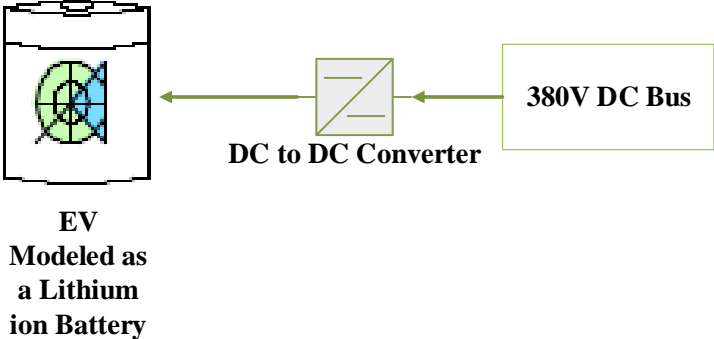 380V DC Bus
DC to DC Converter
EV
Modeled as
a Lithium
ion Battery